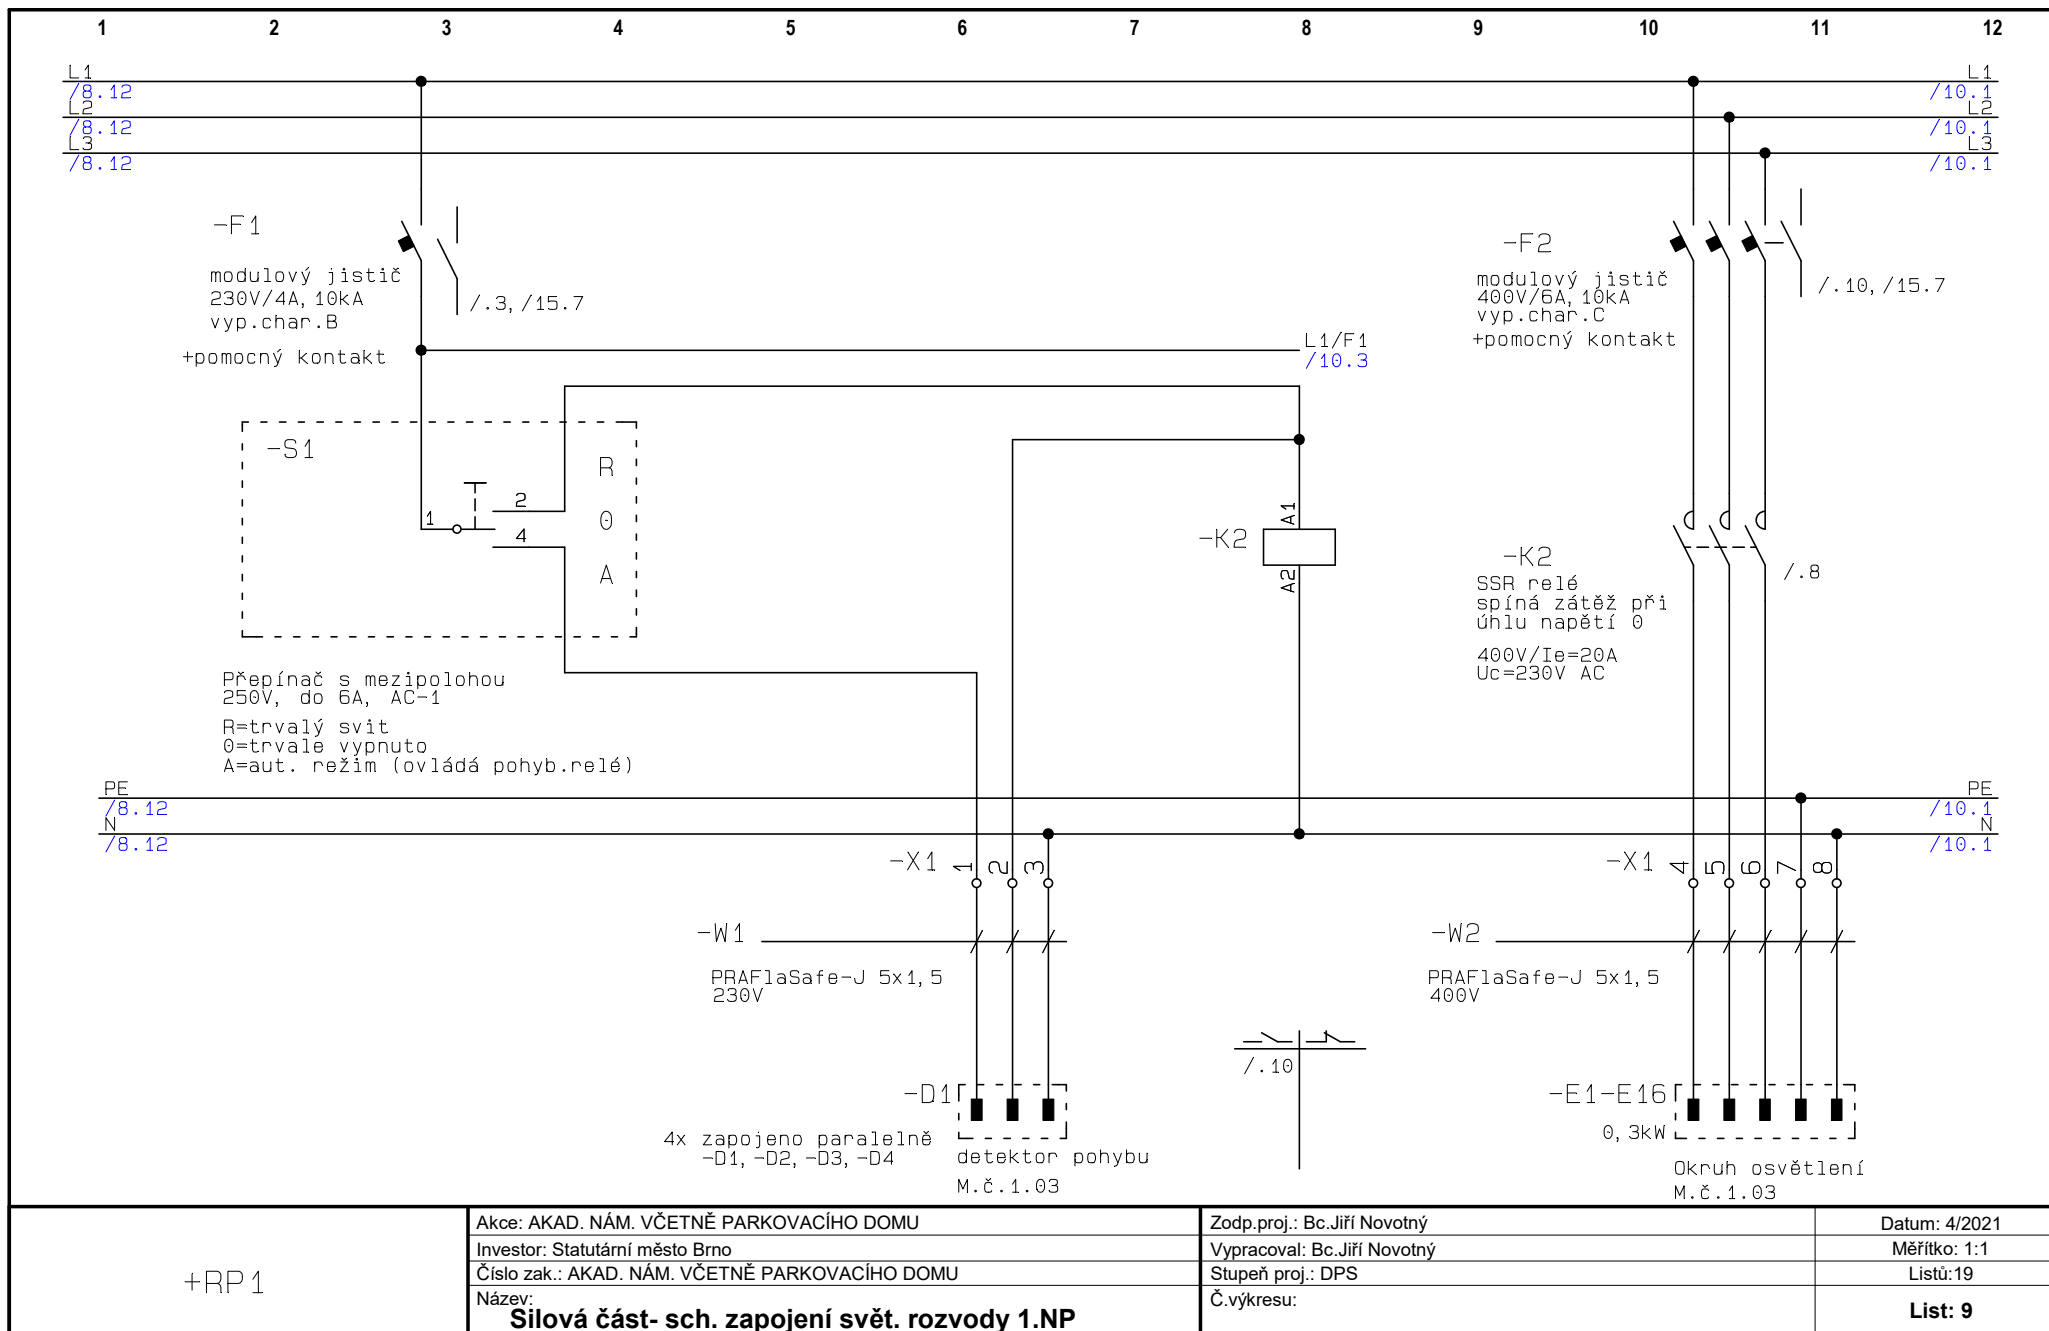 1 2 3 4 5 6 7 8 9 10 11 12
L1 L1
/8.12 /10.1
L2 L2
/8.12 /10.1
L3 L3
/8.12 /10.1
-F1
modulový jistič
230V/4A, 10kA
vyp.char.B
+pomocný kontakt
/.3, /15.7
L1/F1
/10.3
-F2
modulový jistič
400V/6A, 10kA
vyp.char.C
+pomocný kontakt
/.10, /15.7
-S1
R
0
A
1
2
4
Přepínač s mezipolohou
250V, do 6A, AC-1
R=trvalý svit
0=trvale vypnuto
A=aut. režim (ovládá pohyb.relé)
-K2
A1
A2
-K2
SSR relé
spíná zátěž při
úhlu napětí 0
400V/Ie=20A
Uc=230V AC
/.8
PE PE
/8.12 /10.1
N N
/8.12 /10.1
-X1 1 2 3
-X1 4 5 6 7 8
-W1
PRAFlaSafe-J 5x1,5
230V
-W2
PRAFlaSafe-J 5x1,5
400V
/.10
-D1
4x zapojeno paralelně
-D1, -D2, -D3, -D4
detektor pohybu
M.č.1.03
-E1-E16
0,3kW
Okruh osvětlení
M.č.1.03
+RP1
Akce: AKAD. NÁM. VČETNĚ PARKOVACÍHO DOMU
Investor: Statutární město Brno
Číslo zak.: AKAD. NÁM. VČETNĚ PARKOVACÍHO DOMU
Název:
Silová část- sch. zapojení svět. rozvody 1.NP
Zodp.proj.: Bc.Jiří Novotný
Vypracoval: Bc.Jiří Novotný
Stupeň proj.: DPS
Č.výkresu:
Datum: 4/2021
Měřítko: 1:1
Listů:19
List: 9